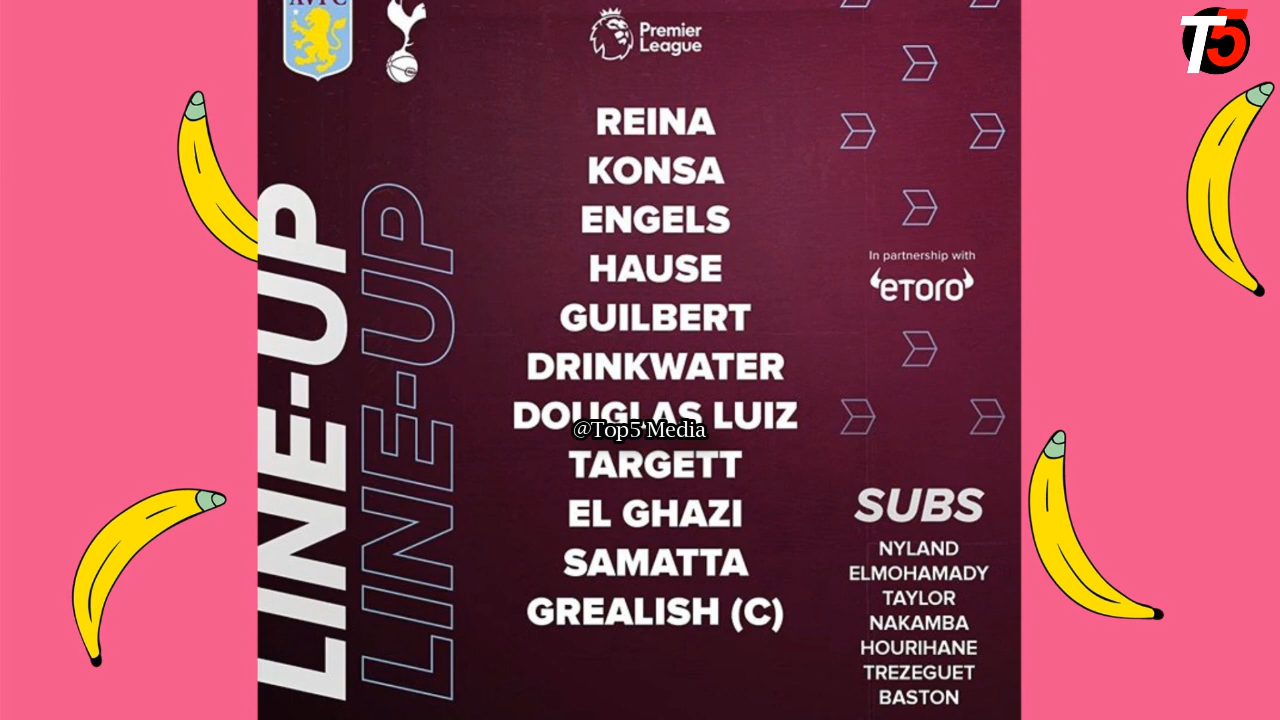 AVFC
Premier
League
T5
LINE-UP
LINE-UP
REINA
KONSA
ENGELS
HAUSE
GUILBERT
DRINKWATER
DOUGLAS LUIZ
@Top5 Media
TARGETT
EL GHAZI
SAMATTA
GREALISH (C)
In partnership with
eTORO
SUBS
NYLAND
ELMOHAMADY
TAYLOR
NAKAMBA
HOURIHANE
TREZEGUET
BASTON